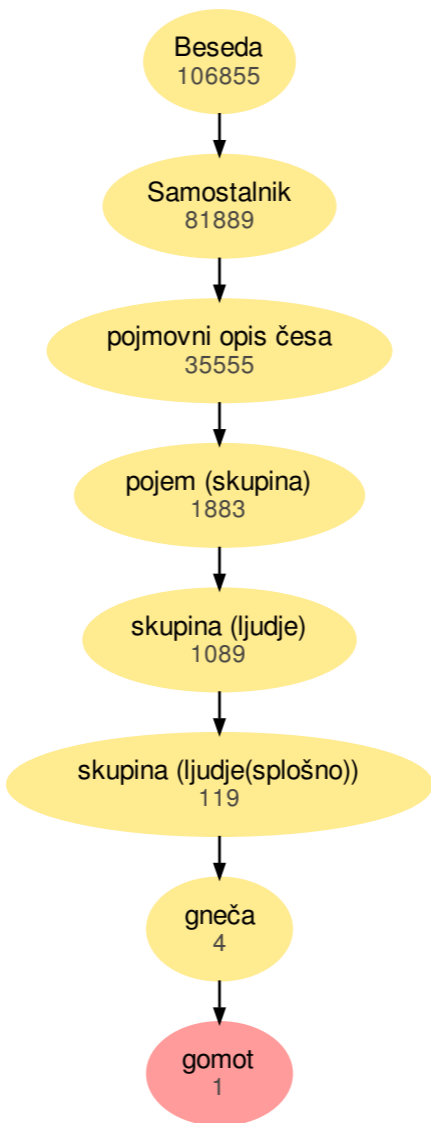 Beseda
106855
Samostalnik
81889
pojmovni opis česa
35555
pojem (skupina)
1883
skupina (ljudje)
1089
skupina (ljudje(splošno))
119
gneča
4
gomot
1